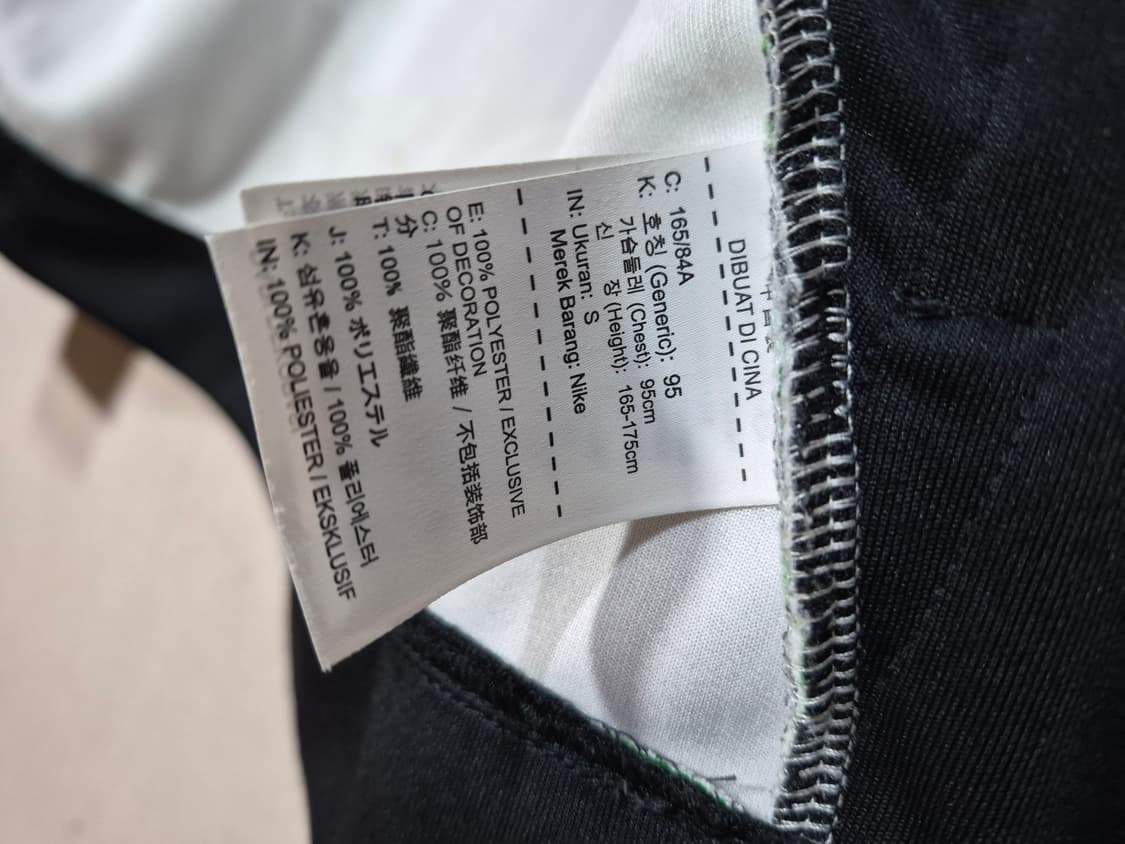 DIBUAT DI CINA
C: 165/84A
K: 호칭 (Generic): 95
가슴둘레 (Chest): 95cm
신 장 (Height): 165-175cm
IN: Ukuran: S
Merek Barang: Nike
E: 100% POLYESTER / EXCLUSIVE
OF DECORATION
C: 100% 聚酯纤维 / 不包括装饰部
分
T: 100% 聚酯纖維
J: 100% ポリエステル
K: 섬유혼용율 / 100% 폴리에스터
IN: 100% POLIESTER / EKSKLUSIF